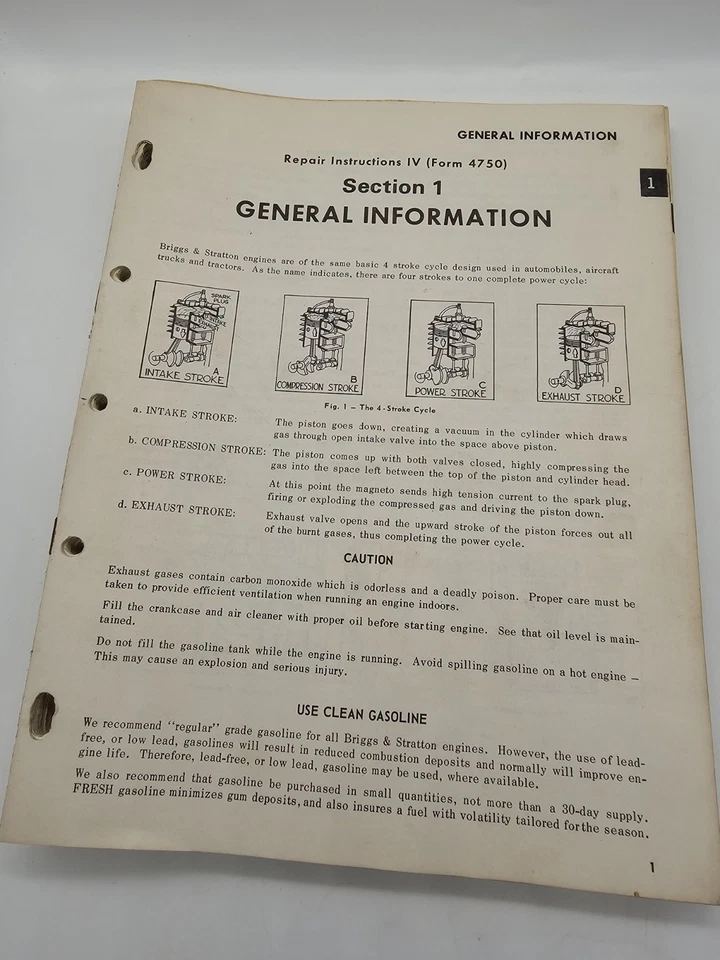 GENERAL INFORMATION
Repair Instructions IV (Form 4750)
1
Section 1
GENERAL INFORMATION
Briggs & Stratton engines are of the same basic 4 stroke cycle design used in automobiles, aircraft
trucks and tractors. As the name indicates, there are four strokes to one complete power cycle:
SPARK
PLUG
INTAKE
EXHAUST
A
INTAKE STROKE
B
COMPRESSION STROKE
C
POWER STROKE
D
EXHAUST STROKE
Fig. 1 – The 4-Stroke Cycle
a. INTAKE STROKE: The piston goes down, creating a vacuum in the cylinder which draws
gas through open intake valve into the space above piston.
b. COMPRESSION STROKE: The piston comes up with both valves closed, highly compressing the
gas into the space left between the top of the piston and cylinder head.
c. POWER STROKE: At this point the magneto sends high tension current to the spark plug,
firing or exploding the compressed gas and driving the piston down.
d. EXHAUST STROKE: Exhaust valve opens and the upward stroke of the piston forces out all
of the burnt gases, thus completing the power cycle.
CAUTION
Exhaust gases contain carbon monoxide which is odorless and a deadly poison. Proper care must be
taken to provide efficient ventilation when running an engine indoors.
Fill the crankcase and air cleaner with proper oil before starting engine. See that oil level is main-
tained.
Do not fill the gasoline tank while the engine is running. Avoid spilling gasoline on a hot engine –
This may cause an explosion and serious injury.
USE CLEAN GASOLINE
We recommend "regular" grade gasoline for all Briggs & Stratton engines. However, the use of lead-
free, or low lead, gasolines will result in reduced combustion deposits and normally will improve en-
gine life. Therefore, lead-free, or low lead, gasoline may be used, where available.
We also recommend that gasoline be purchased in small quantities, not more than a 30-day supply.
FRESH gasoline minimizes gum deposits, and also insures a fuel with volatility tailored for the season.
1